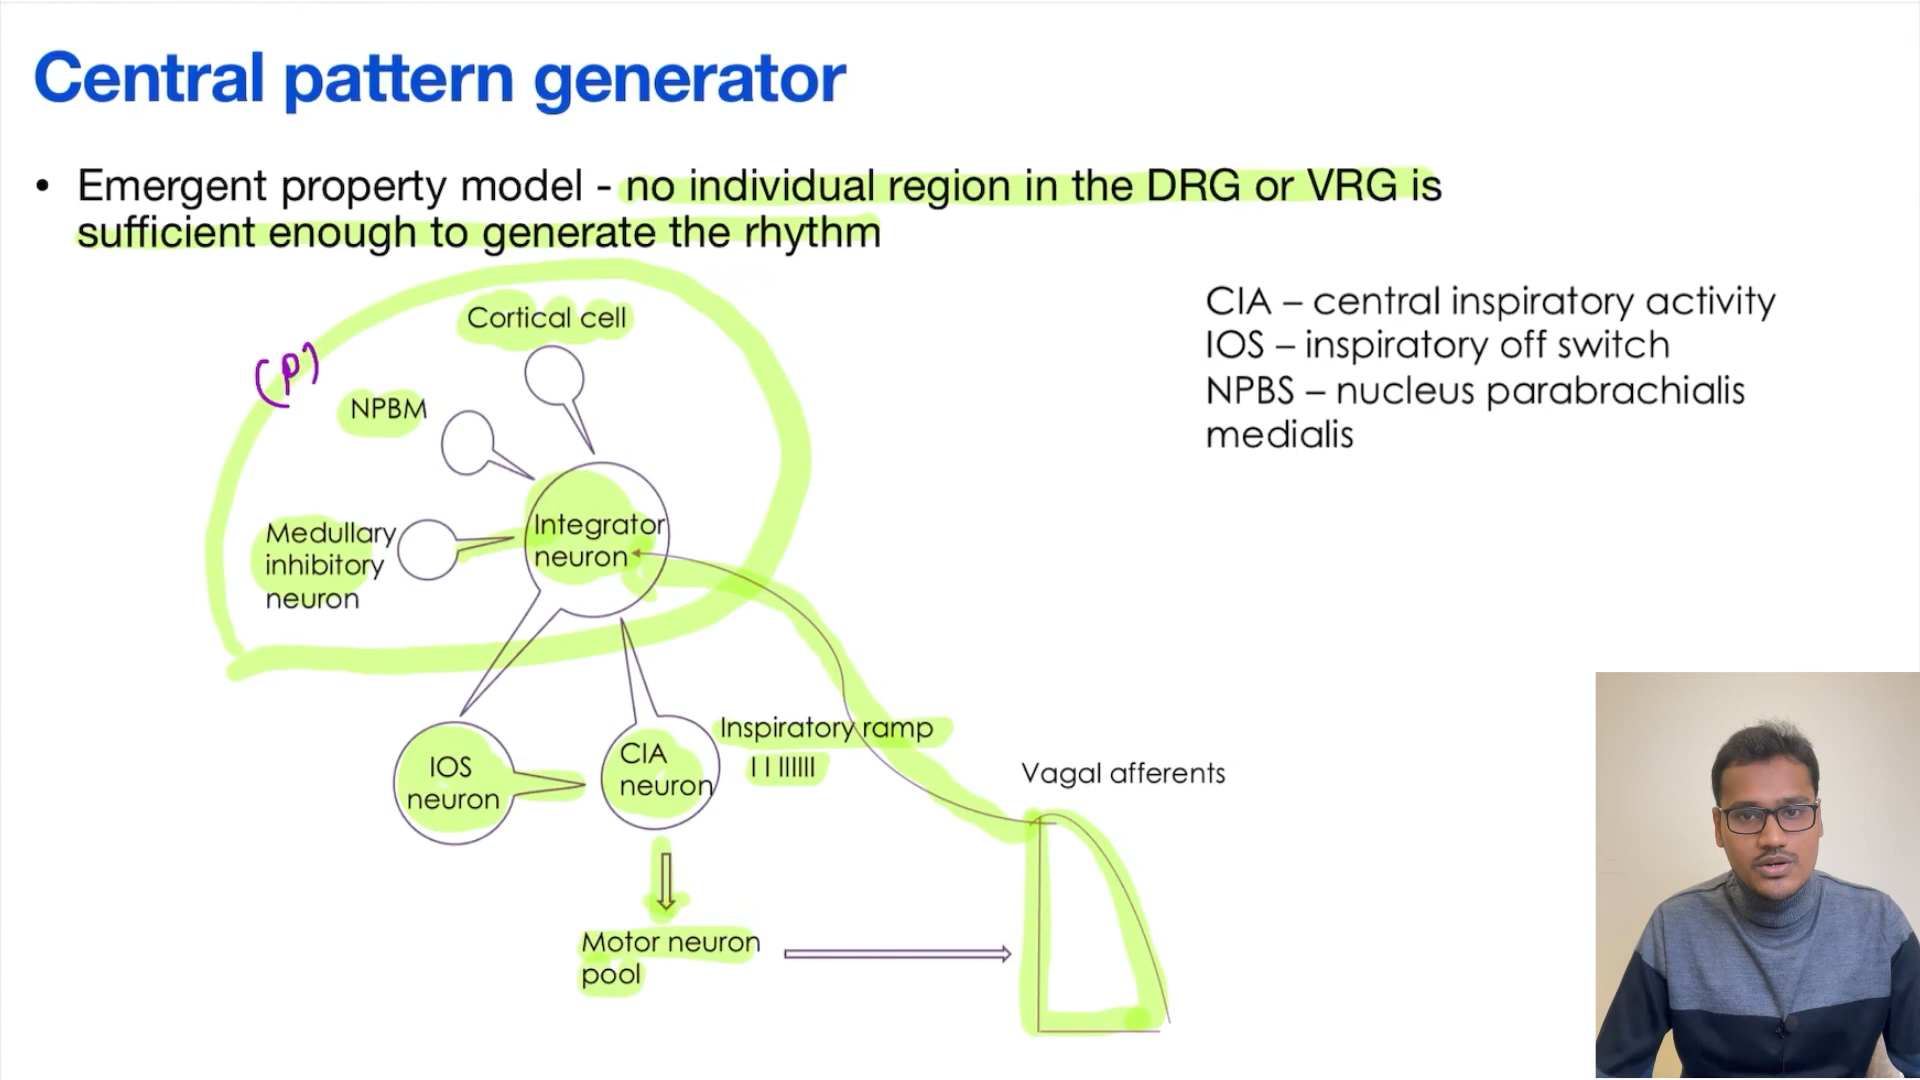 Central pattern generator
• Emergent property model - no individual region in the DRG or VRG is
sufficient enough to generate the rhythm
CIA – central inspiratory activity
IOS – inspiratory off switch
NPBS – nucleus parabrachialis
medialis
Cortical cell
(P)
NPBM
Integrator
neuron
Medullary
inhibitory
neuron
Inspiratory ramp
IOS
neuron
CIA
neuron
Vagal afferents
Motor neuron
pool